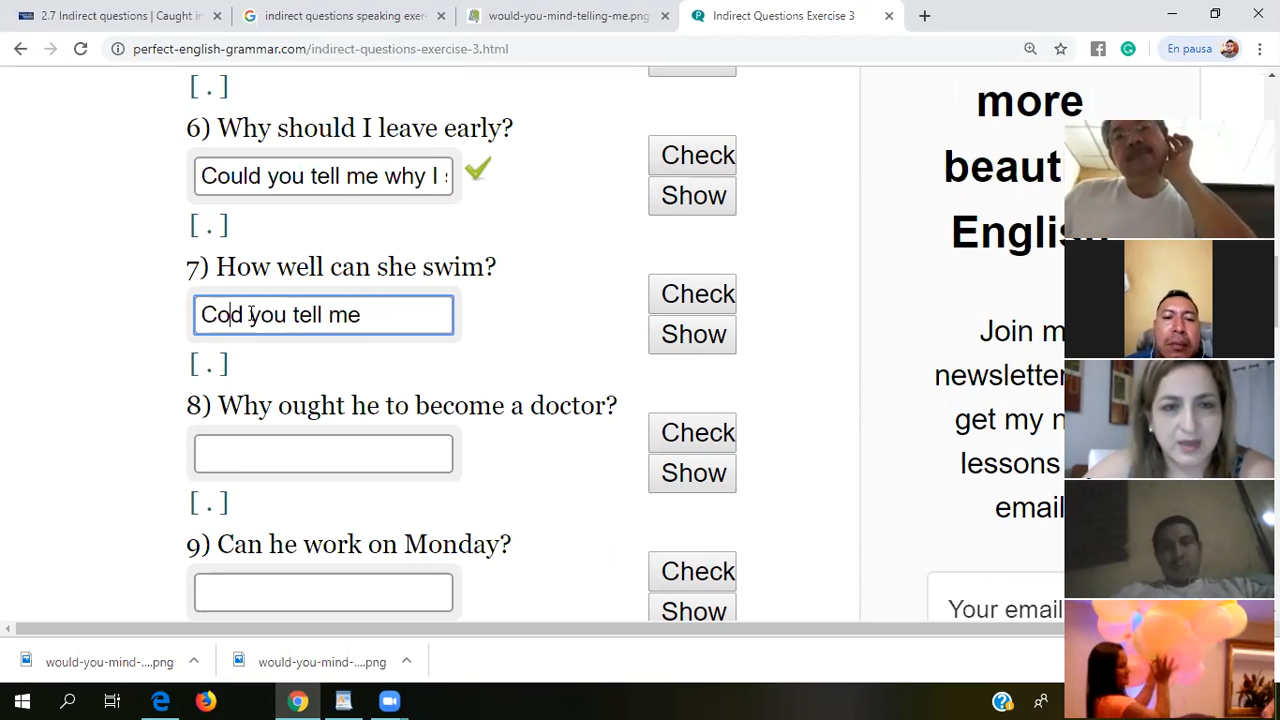 2.7 Indirect questions | Caught in
indirect questions speaking exer
would-you-mind-telling-me.png
Indirect Questions Exercise 3
perfect-english-grammar.com/indirect-questions-exercise-3.html
En pausa
[ . ]
6) Why should I leave early?
Could you tell me why I s
Check
Show
[ . ]
7) How well can she swim?
Cod you tell me
Check
Show
[ . ]
8) Why ought he to become a doctor?
Check
Show
[ . ]
9) Can he work on Monday?
Check
Show
more
beaut
Englis
Join m
newsletter
get my n
lessons
email
Your email
would-you-mind-....png
would-you-mind-....png